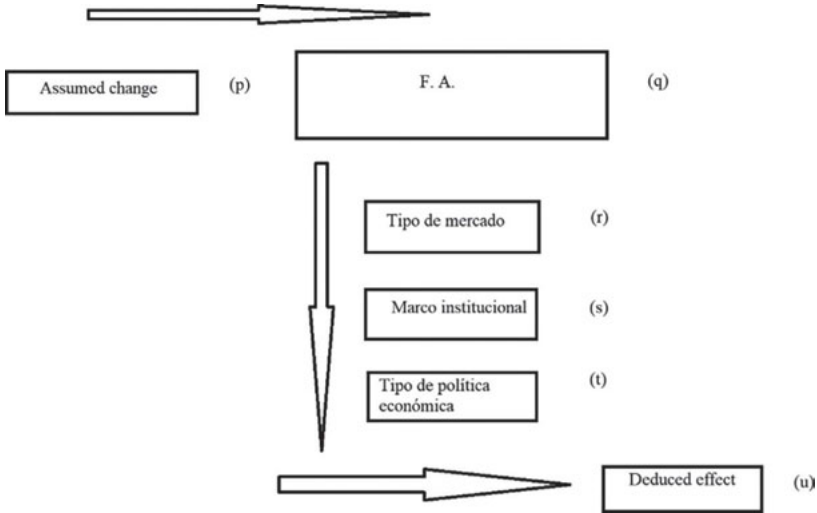 Assumed change (p) F. A. (q)
Tipo de mercado (r)
Marco institucional (s)
Tipo de política (t)
económica
Deduced effect (u)